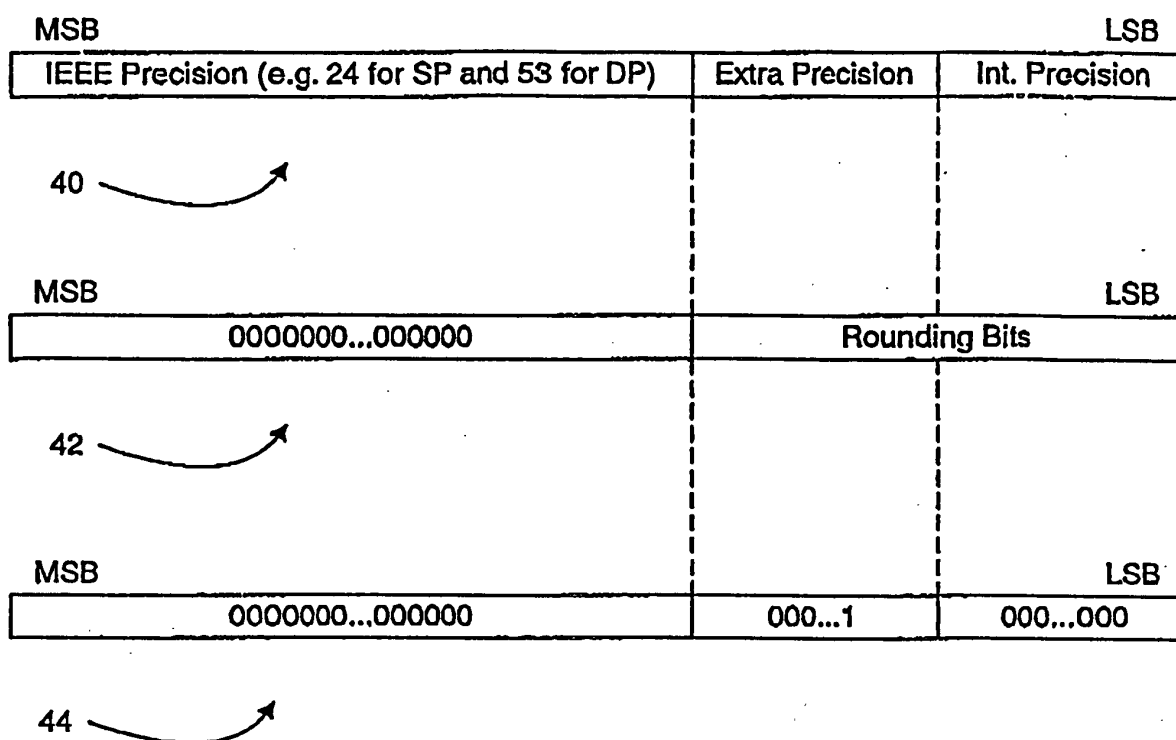 MSB LSB
IEEE Precision (e.g. 24 for SP and 53 for DP) Extra Precision Int. Precision
40
MSB LSB
0000000...000000 Rounding Bits
42
MSB LSB
0000000...000000 000...1 000...000
44